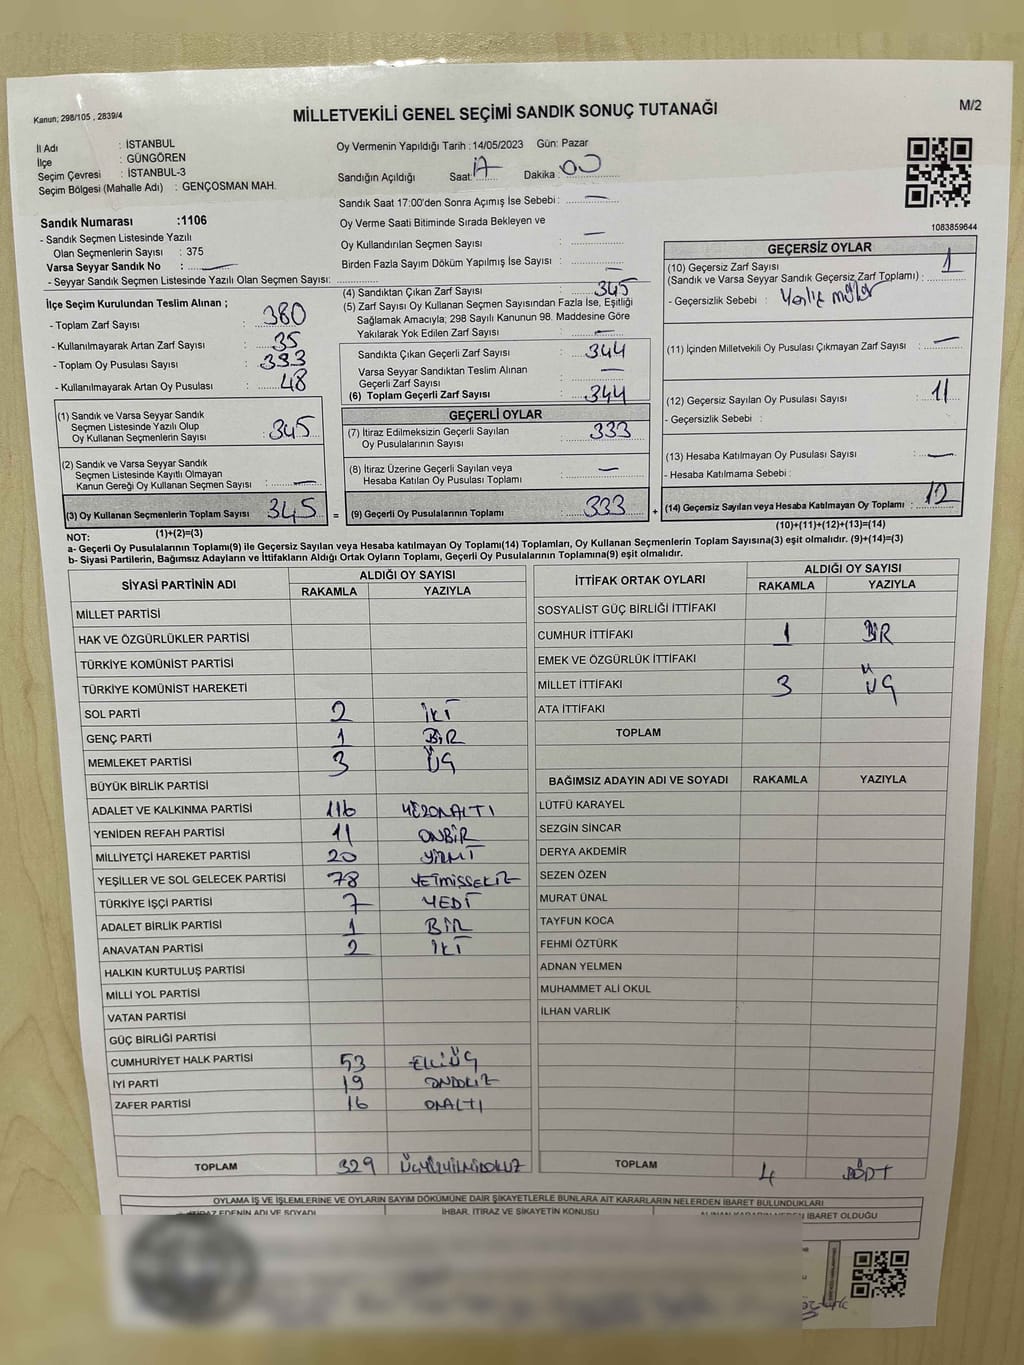 Kanun; 298/105 , 2839/4
MİLLETVEKİLİ GENEL SEÇİMİ SANDIK SONUÇ TUTANAĞI
M/2
İl Adı : İSTANBUL
İlçe : GÜNGÖREN
Seçim Çevresi : İSTANBUL-3
Seçim Bölgesi (Mahalle Adı) : GENÇOSMAN MAH.
Oy Vermenin Yapıldığı Tarih : 14/05/2023 Gün: Pazar
Sandığın Açıldığı Saat: 17 Dakika : 00
Sandık Saat 17:00'den Sonra Açımış İse Sebebi : —
Oy Verme Saati Bitiminde Sırada Bekleyen ve
Oy Kullandırılan Seçmen Sayısı : —
Birden Fazla Sayım Döküm Yapılmış İse Sayısı : —
1083859644
Sandık Numarası :1106
- Sandık Seçmen Listesinde Yazılı
Olan Seçmenlerin Sayısı : 375
Varsa Seyyar Sandık No : —
- Seyyar Sandık Seçmen Listesinde Yazılı Olan Seçmen Sayısı:
İlçe Seçim Kurulundan Teslim Alınan ;
- Toplam Zarf Sayısı : 380
- Kullanılmayarak Artan Zarf Sayısı : 35
- Toplam Oy Pusulası Sayısı : 393
- Kullanılmayarak Artan Oy Pusulası : 48
(1) Sandık ve Varsa Seyyar Sandık
Seçmen Listesinde Yazılı Olup
Oy Kullanan Seçmenlerin Sayısı : 345
(2) Sandık ve Varsa Seyyar Sandık
Seçmen Listesinde Kayıtlı Olmayan
Kanun Gereği Oy Kullanan Seçmen Sayısı : —
(3) Oy Kullanan Seçmenlerin Toplam Sayısı : 345
(1)+(2)=(3)
(4) Sandıktan Çıkan Zarf Sayısı : 345
(5) Zarf Sayısı Oy Kullanan Seçmen Sayısından Fazla İse, Eşitliği
Sağlamak Amacıyla; 298 Sayılı Kanunun 98. Maddesine Göre
Yakılarak Yok Edilen Zarf Sayısı : —
Sandıkta Çıkan Geçerli Zarf Sayısı : 344
Varsa Seyyar Sandıktan Teslim Alınan
Geçerli Zarf Sayısı : —
(6) Toplam Geçerli Zarf Sayısı : 344
GEÇERLİ OYLAR
(7) İtiraz Edilmeksizin Geçerli Sayılan
Oy Pusulalarının Sayısı : 333
(8) İtiraz Üzerine Geçerli Sayılan veya
Hesaba Katılan Oy Pusulası Toplamı : —
= (9) Geçerli Oy Pusulalarının Toplamı : 333 +
GEÇERSİZ OYLAR
(10) Geçersiz Zarf Sayısı
(Sandık ve Varsa Seyyar Sandık Geçersiz Zarf Toplamı) : 1
- Geçersizlik Sebebi :
(11) İçinden Milletvekili Oy Pusulası Çıkmayan Zarf Sayısı : —
(12) Geçersiz Sayılan Oy Pusulası Sayısı : 11
- Geçersizlik Sebebi :
(13) Hesaba Katılmayan Oy Pusulası Sayısı : —
- Hesaba Katılmama Sebebi :
(14) Geçersiz Sayılan veya Hesaba Katılmayan Oy Toplamı : 12
(10)+(11)+(12)+(13)=(14)
NOT:
a- Geçerli Oy Pusulasının Toplamı(9) ile Geçersiz Sayılan veya Hesaba katılmayan Oy Toplamı(14) Toplamları, Oy Kullanan Seçmenlerin Toplam Sayısına(3) eşit olmalıdır. (9)+(14)=(3)
b- Siyasi Partilerin, Bağımsız Adayların ve İttifakların Aldığı Ortak Oyların Toplamı, Geçerli Oy Pusulalarının Toplamına(9) eşit olmalıdır.
SİYASİ PARTİNİN ADI ALDIĞI OY SAYISI
RAKAMLA YAZIYLA
MİLLET PARTİSİ
HAK VE ÖZGÜRLÜKLER PARTİSİ
TÜRKİYE KOMÜNİST PARTİSİ
TÜRKİYE KOMÜNİST HAREKETİ
SOL PARTİ 2 İKİ
GENÇ PARTİ 1 BİR
MEMLEKET PARTİSİ 3 ÜÇ
BÜYÜK BİRLİK PARTİSİ
ADALET VE KALKINMA PARTİSİ 116 YÜZONALTI
YENİDEN REFAH PARTİSİ 11 ONBİR
MİLLİYETÇİ HAREKET PARTİSİ 20 YİRMİ
YEŞİLLER VE SOL GELECEK PARTİSİ 78 YETMİŞSEKİZ
TÜRKİYE İŞÇİ PARTİSİ 7 YEDİ
ADALET BİRLİK PARTİSİ 1 BİR
ANAVATAN PARTİSİ 2 İKİ
HALKIN KURTULUŞ PARTİSİ
MİLLİ YOL PARTİSİ
VATAN PARTİSİ
GÜÇ BİRLİĞİ PARTİSİ
CUMHURİYET HALK PARTİSİ 53 ELLİÜÇ
İYİ PARTİ 19 ONDOKUZ
ZAFER PARTİSİ 16 ONALTI
TOPLAM 329 ÜÇYÜZYİRMİDOKUZ
İTTİFAK ORTAK OYLARI ALDIĞI OY SAYISI
RAKAMLA YAZIYLA
SOSYALİST GÜÇ BİRLİĞİ İTTİFAKI
CUMHUR İTTİFAKI 1 BİR
EMEK VE ÖZGÜRLÜK İTTİFAKI
MİLLET İTTİFAKI 3 ÜÇ
ATA İTTİFAKI
TOPLAM
BAĞIMSIZ ADAYIN ADI VE SOYADI RAKAMLA YAZIYLA
LÜTFÜ KARAYEL
SEZGİN SİNCAR
DERYA AKDEMİR
SEZEN ÖZEN
MURAT ÜNAL
TAYFUN KOCA
FEHMİ ÖZTÜRK
ADNAN YELMEN
MUHAMMET ALİ OKUL
İLHAN VARLIK
TOPLAM 4 DÖRT
OYLAMA İŞ VE İŞLEMLERİNE VE OYLARIN SAYIM DÖKÜMÜNE DAİR ŞİKAYETLERLE BUNLARA AİT KARARLARIN NELERDEN İBARET BULUNDUKLARI
İTİRAZ EDENİN ADI VE SOYADI İHBAR, İTİRAZ VE ŞİKAYETİN KONUSU ALINAN KARARIN NEDEN İBARET OLDUĞU